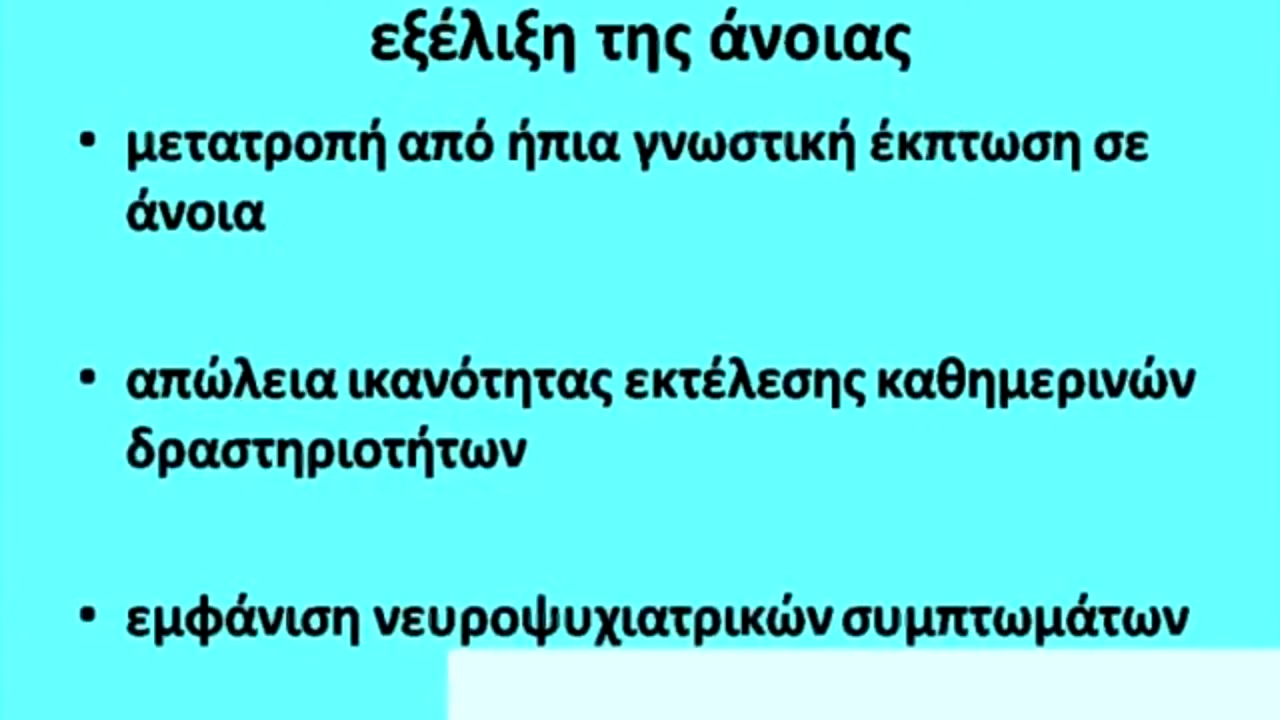 εξέλιξη της άνοιας
• μετατροπή από ήπια γνωστική έκπτωση σε
άνοια
• απώλεια ικανότητας εκτέλεσης καθημερινών
δραστηριοτήτων
• εμφάνιση νευροψυχιατρικών συμπτωμάτων